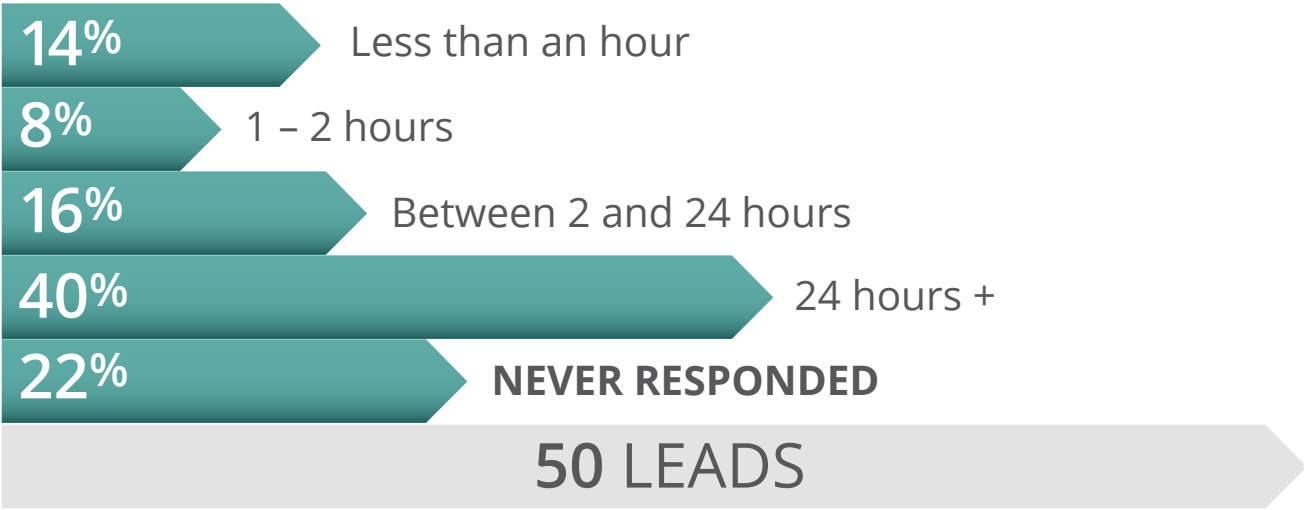 14% Less than an hour
8% 1 – 2 hours
16% Between 2 and 24 hours
40% 24 hours +
22% NEVER RESPONDED
50 LEADS